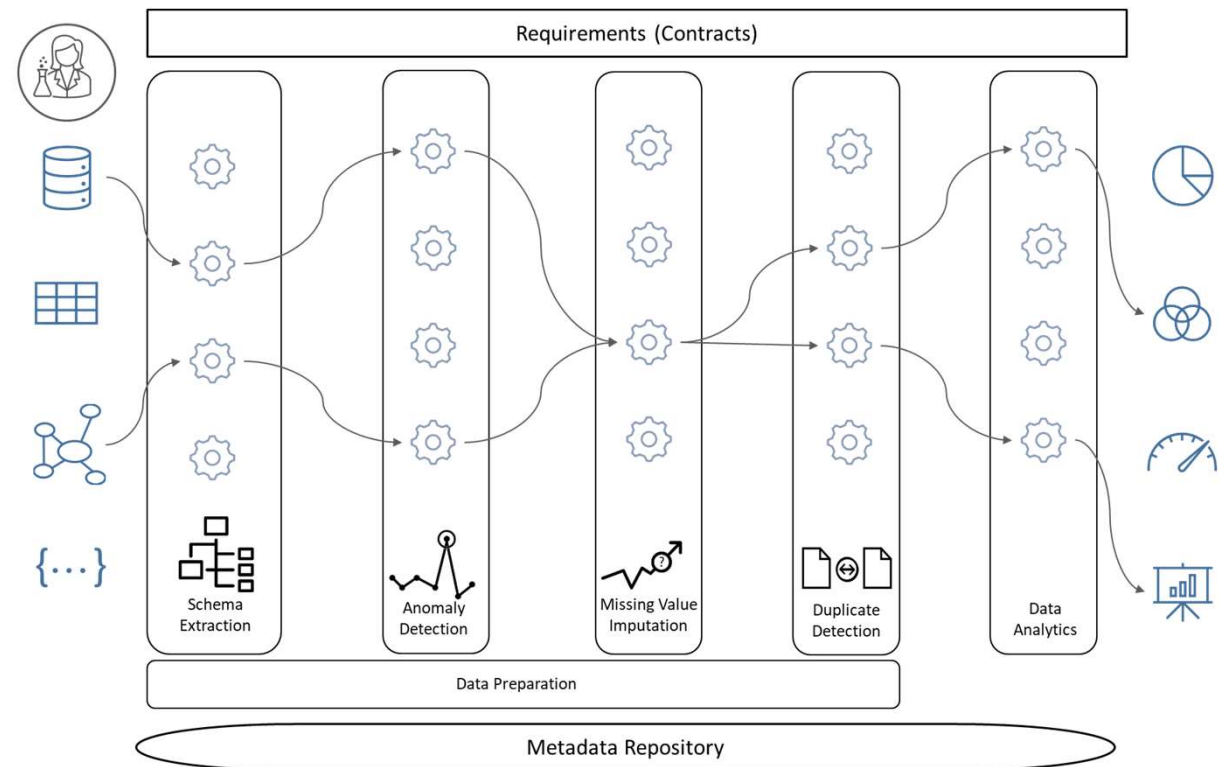 Requirements (Contracts)
{...}
Schema
Extraction
Anomaly
Detection
?
Missing Value
Imputation
Duplicate
Detection
Data
Analytics
Data Preparation
Metadata Repository